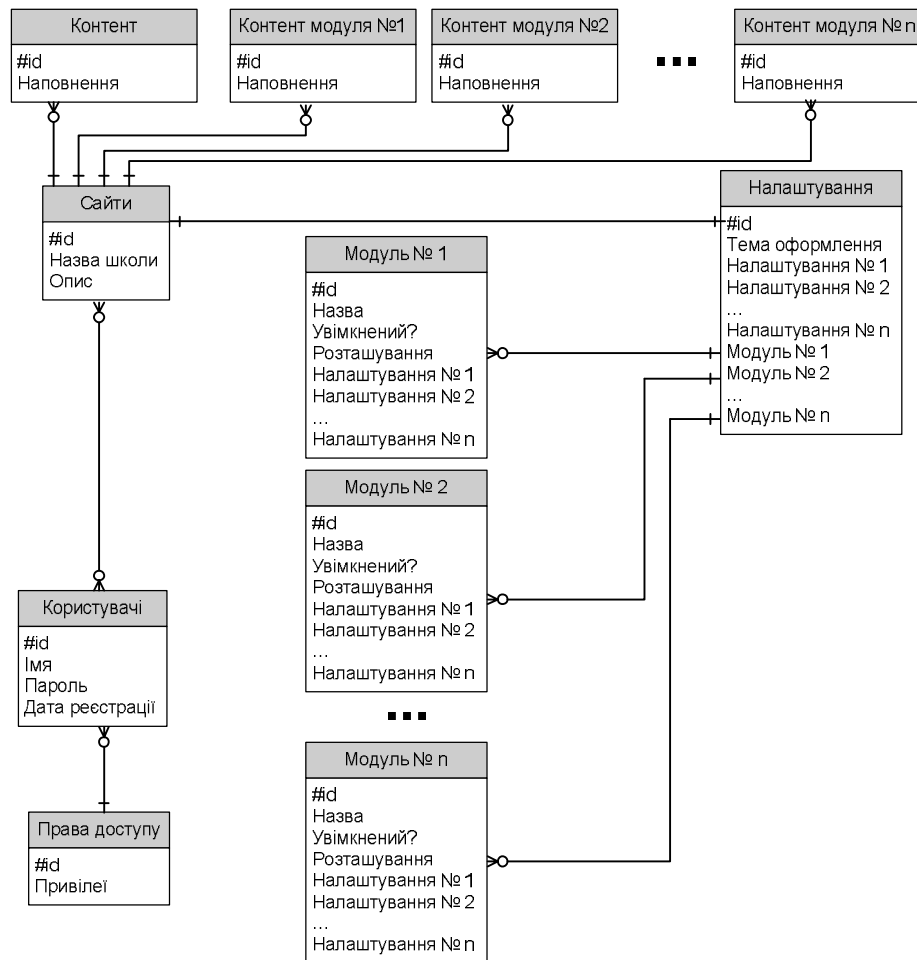 Контент
#id
Наповнення
Контент модуля №1
#id
Наповнення
Контент модуля №2
#id
Наповнення
...
Контент модуля № n
#id
Наповнення
Сайти
#id
Назва школи
Опис
Налаштування
#id
Тема оформлення
Налаштування № 1
Налаштування № 2
...
Налаштування № n
Модуль № 1
Модуль № 2
...
Модуль № n
Модуль № 1
#id
Назва
Увімкнений?
Розташування
Налаштування № 1
Налаштування № 2
...
Налаштування № n
Модуль № 2
#id
Назва
Увімкнений?
Розташування
Налаштування № 1
Налаштування № 2
...
Налаштування № n
...
Модуль № n
#id
Назва
Увімкнений?
Розташування
Налаштування № 1
Налаштування № 2
...
Налаштування № n
Користувачі
#id
Імя
Пароль
Дата реєстрації
Права доступу
#id
Привілеї